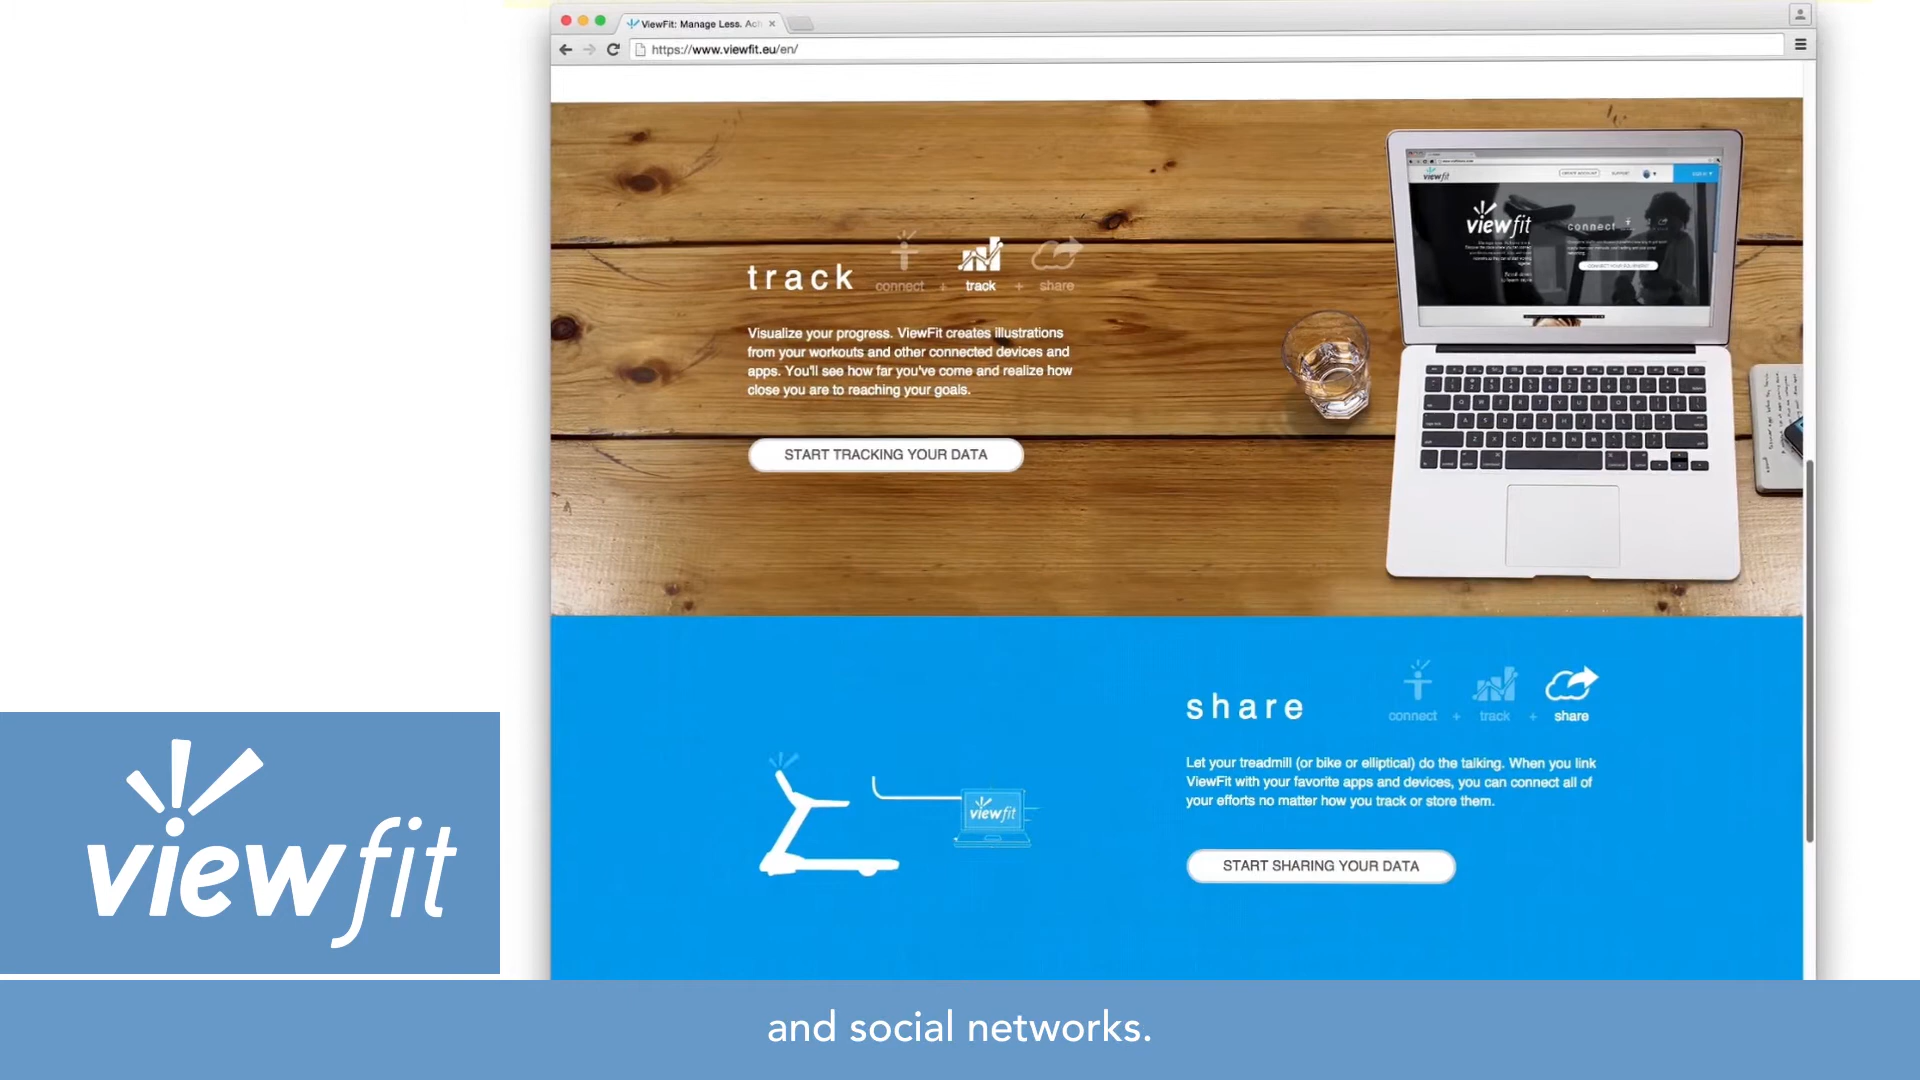 ViewFit: Manage Less. Ac
https://www.viewfit.eu/en/
viewfit
viewfit
connect
track
connect + track + share
Visualize your progress. ViewFit creates illustrations
from your workouts and other connected devices and
apps. You'll see how far you've come and realize how
close you are to reaching your goals.
START TRACKING YOUR DATA
share
connect + track + share
Let your treadmill (or bike or elliptical) do the talking. When you link
ViewFit with your favorite apps and devices, you can connect all of
your efforts no matter how you track or store them.
viewfit
START SHARING YOUR DATA
viewfit
and social networks.